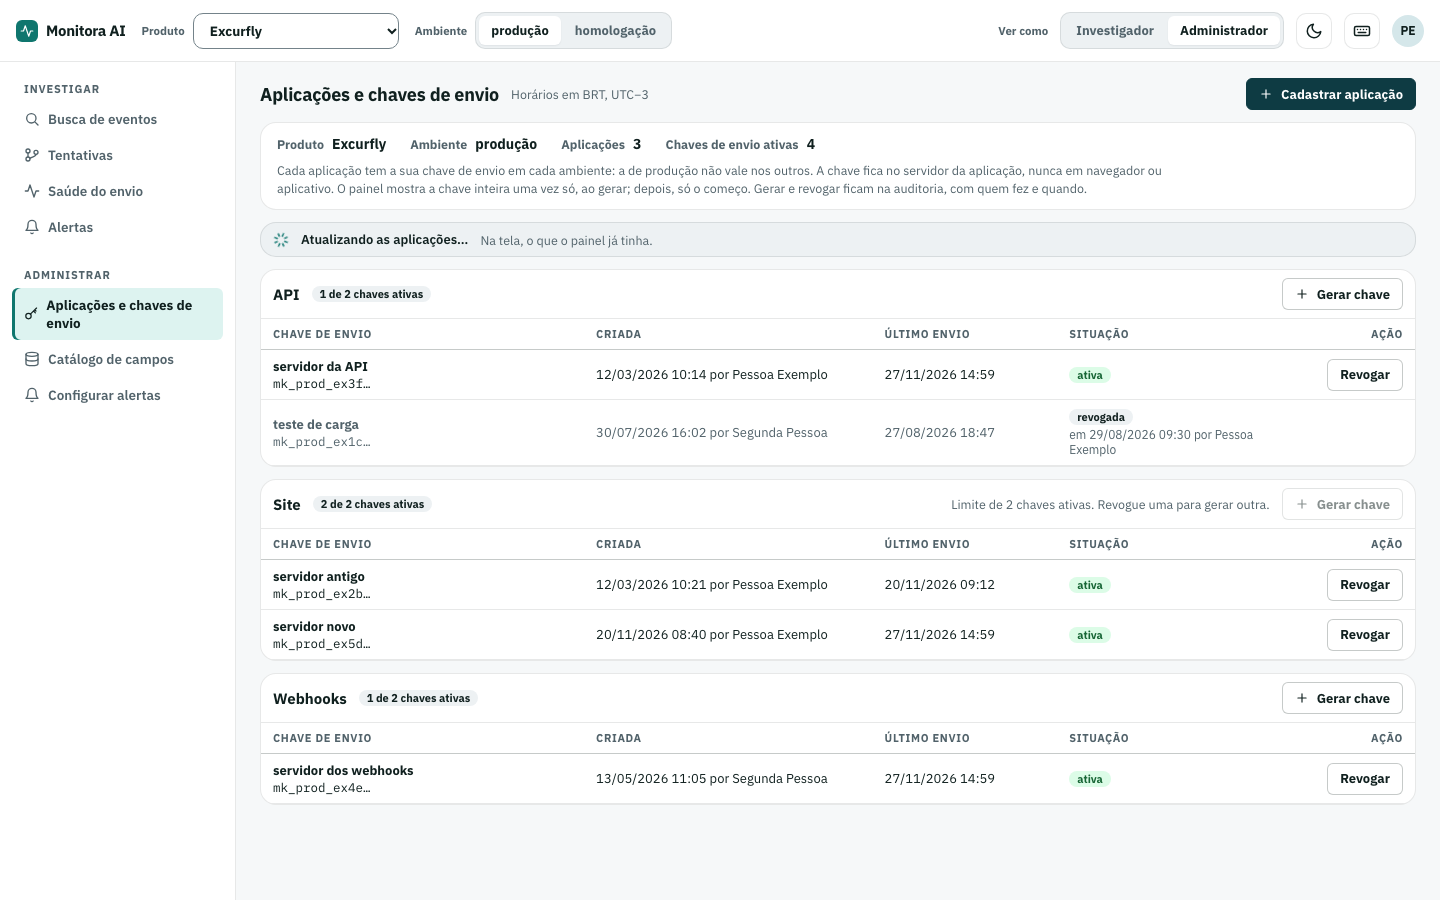 Monitora AI
Produto
Excurfly
Ambiente
produção
homologação
Ver como
Investigador
Administrador
PE
INVESTIGAR
Busca de eventos
Tentativas
Saúde do envio
Alertas
ADMINISTRAR
Aplicações e chaves de
envio
Catálogo de campos
Configurar alertas
Aplicações e chaves de envio
Horários em BRT, UTC−3
Cadastrar aplicação
Produto Excurfly Ambiente produção Aplicações 3 Chaves de envio ativas 4
Cada aplicação tem a sua chave de envio em cada ambiente: a de produção não vale nos outros. A chave fica no servidor da aplicação, nunca em navegador ou
aplicativo. O painel mostra a chave inteira uma vez só, ao gerar; depois, só o começo. Gerar e revogar ficam na auditoria, com quem fez e quando.
Atualizando as aplicações… Na tela, o que o painel já tinha.
API 1 de 2 chaves ativas
Gerar chave
CHAVE DE ENVIO CRIADA ÚLTIMO ENVIO SITUAÇÃO AÇÃO
servidor da API
mk_prod_ex3f…
12/03/2026 10:14 por Pessoa Exemplo
27/11/2026 14:59
ativa
Revogar
teste de carga
mk_prod_ex1c…
30/07/2026 16:02 por Segunda Pessoa
27/08/2026 18:47
revogada
em 29/08/2026 09:30 por Pessoa
Exemplo
Site 2 de 2 chaves ativas
Limite de 2 chaves ativas. Revogue uma para gerar outra.
Gerar chave
CHAVE DE ENVIO CRIADA ÚLTIMO ENVIO SITUAÇÃO AÇÃO
servidor antigo
mk_prod_ex2b…
12/03/2026 10:21 por Pessoa Exemplo
20/11/2026 09:12
ativa
Revogar
servidor novo
mk_prod_ex5d…
20/11/2026 08:40 por Pessoa Exemplo
27/11/2026 14:59
ativa
Revogar
Webhooks 1 de 2 chaves ativas
Gerar chave
CHAVE DE ENVIO CRIADA ÚLTIMO ENVIO SITUAÇÃO AÇÃO
servidor dos webhooks
mk_prod_ex4e…
13/05/2026 11:05 por Segunda Pessoa
27/11/2026 14:59
ativa
Revogar